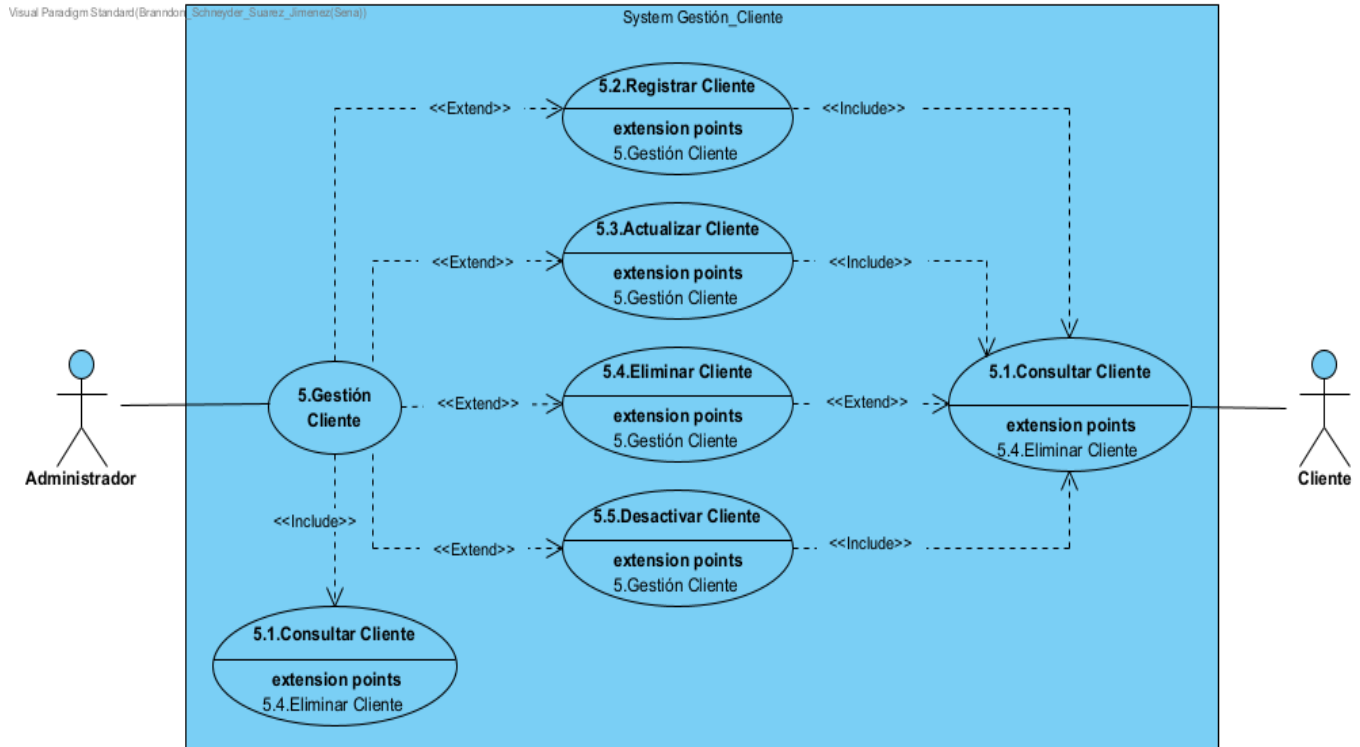 Visual Paradigm Standard(Branndon_Schneyder_Suarez_Jimenez(Sena))
System Gestión_Cliente
5.2.Registrar Cliente
extension points
5.Gestión Cliente
<<Extend>>
<<Include>>
5.3.Actualizar Cliente
extension points
5.Gestión Cliente
<<Extend>>
<<Include>>
5.Gestión
Cliente
5.4.Eliminar Cliente
extension points
5.Gestión Cliente
<<Extend>>
<<Extend>>
5.1.Consultar Cliente
extension points
5.4.Eliminar Cliente
Administrador
Cliente
<<Include>>
5.5.Desactivar Cliente
extension points
5.Gestión Cliente
<<Extend>>
<<Include>>
5.1.Consultar Cliente
extension points
5.4.Eliminar Cliente